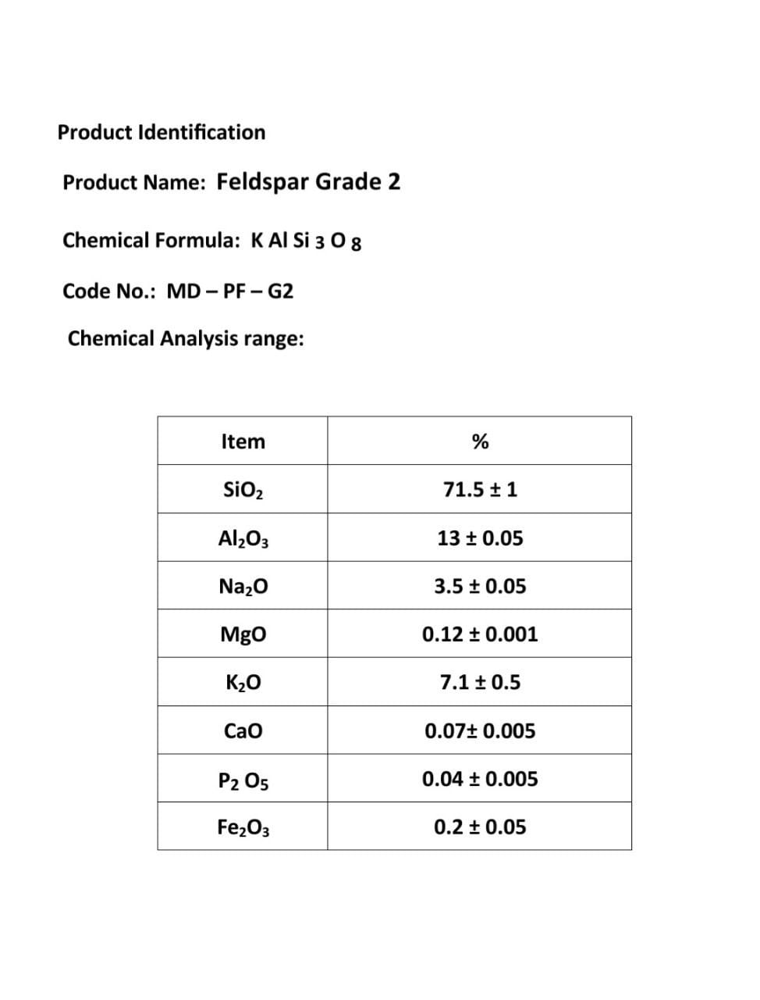 Product Identification
Product Name: Feldspar Grade 2
Chemical Formula: K Al Si 3 O 8
Code No.: MD – PF – G2
Chemical Analysis range:
Item %
SiO₂ 71.5 ± 1
Al₂O₃ 13 ± 0.05
Na₂O 3.5 ± 0.05
MgO 0.12 ± 0.001
K₂O 7.1 ± 0.5
CaO 0.07± 0.005
P₂ O₅ 0.04 ± 0.005
Fe₂O₃ 0.2 ± 0.05